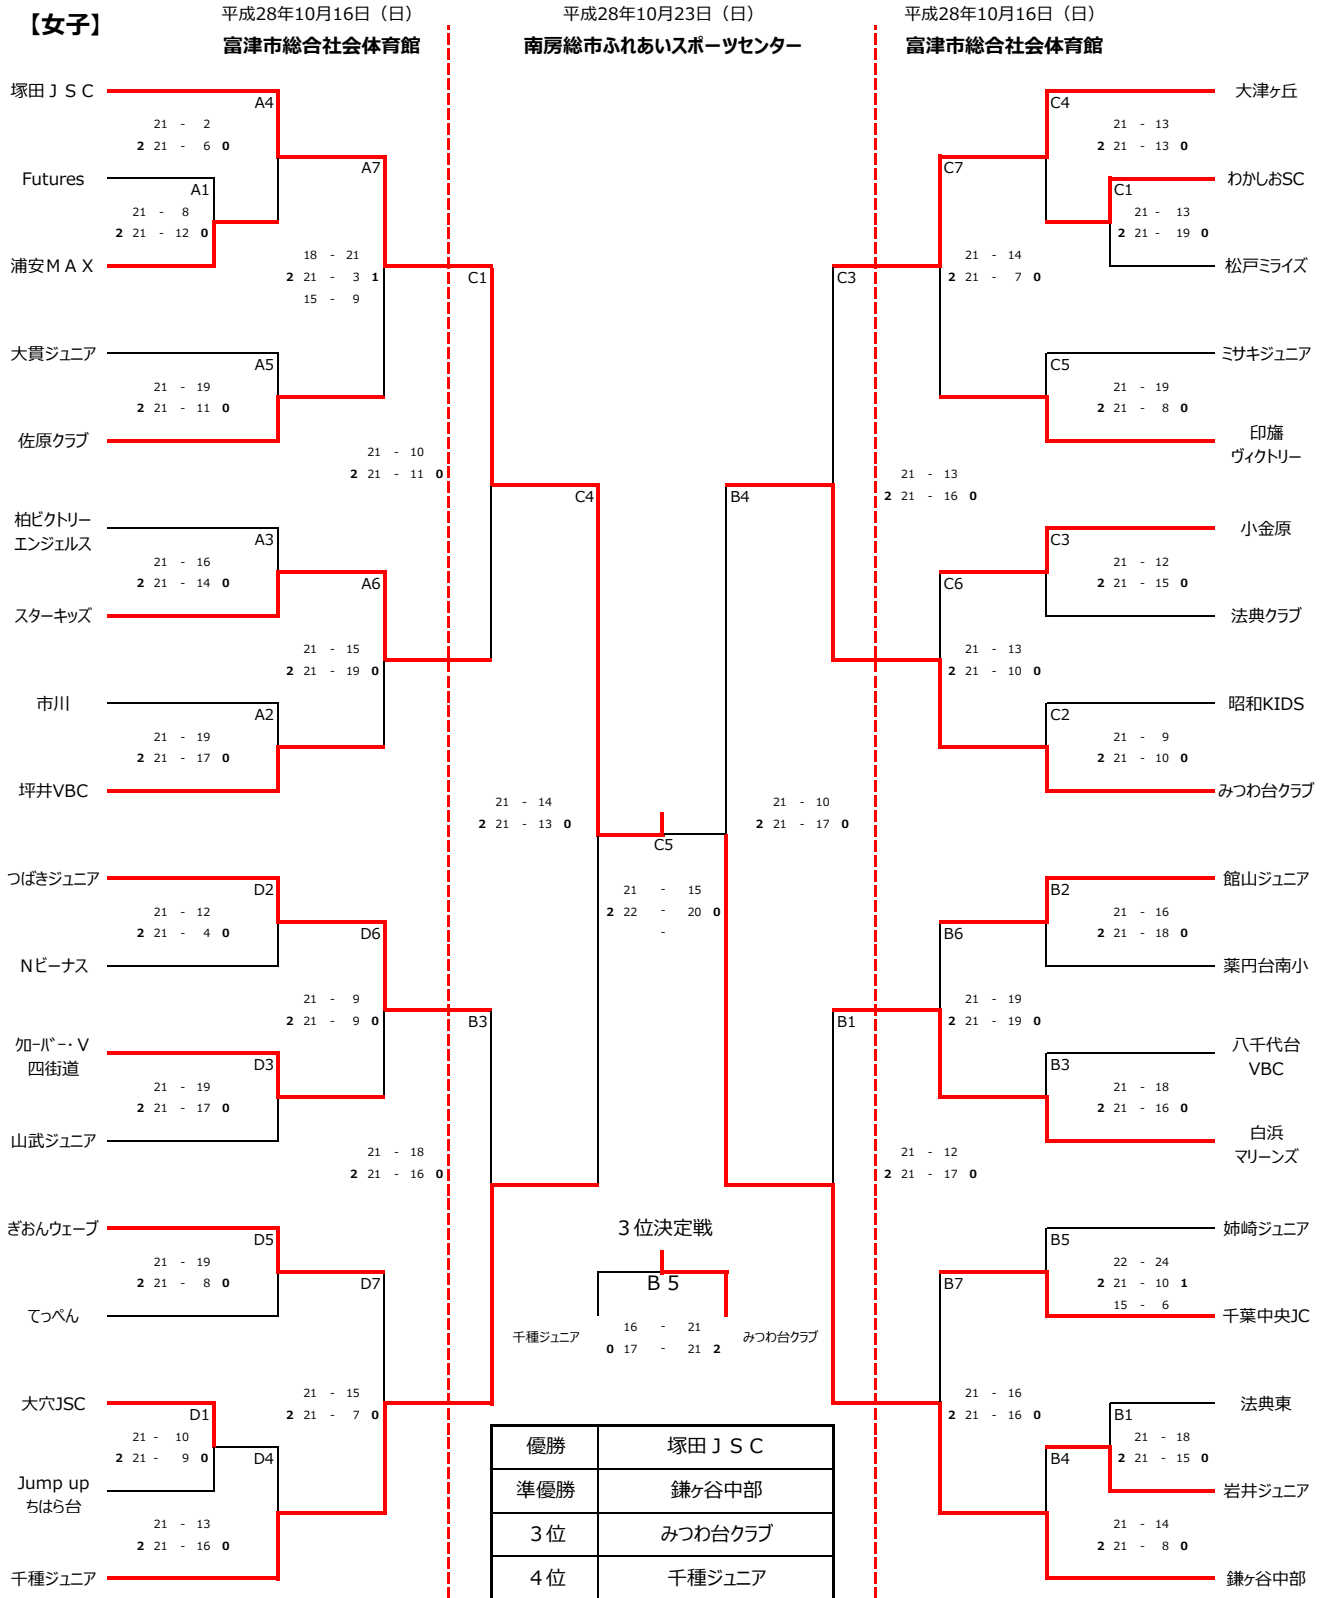 【女子】
平成28年10月16日（日）
富津市総合社会体育館
平成28年10月23日（日）
南房総市ふれあいスポーツセンター
平成28年10月16日（日）
富津市総合社会体育館
塚田ＪＳＣ
A4
21 - 2
2 21 - 6 0
Futures
A1
21 - 8
2 21 - 12 0
浦安ＭＡＸ
A7
18 - 21
2 21 - 3 1
15 - 9
大貫ジュニア
A5
21 - 19
2 21 - 11 0
佐原クラブ
C1
21 - 10
2 21 - 11 0
柏ビクトリー
エンジェルス
A3
21 - 16
2 21 - 14 0
スターキッズ
A6
21 - 15
2 21 - 19 0
市川
A2
21 - 19
2 21 - 17 0
坪井VBC
C4
21 - 14
2 21 - 13 0
つばきジュニア
D2
21 - 12
2 21 - 4 0
Ｎビーナス
D6
21 - 9
2 21 - 9 0
ｸﾛｰﾊﾞｰ・Ｖ
四街道
D3
21 - 19
2 21 - 17 0
山武ジュニア
B3
21 - 18
2 21 - 16 0
ぎおんウェーブ
D5
21 - 19
2 21 - 8 0
てっぺん
D7
21 - 15
2 21 - 7 0
大穴JSC
D1
21 - 10
2 21 - 9 0
Jump up
ちはら台
D4
21 - 13
2 21 - 16 0
千種ジュニア
C5
21 - 15
2 22 - 20 0
-
３位決定戦
Ｂ５
千種ジュニア
16 - 21
0 17 - 21 2
みつわ台クラブ
優勝 塚田ＪＳＣ
準優勝 鎌ヶ谷中部
３位 みつわ台クラブ
４位 千種ジュニア
大津ヶ丘
C4
21 - 13
2 21 - 13 0
わかしおSC
C1
21 - 13
2 21 - 19 0
松戸ミライズ
C7
21 - 14
2 21 - 7 0
ミサキジュニア
C5
21 - 19
2 21 - 8 0
印旛
ヴィクトリー
C3
21 - 13
2 21 - 16 0
小金原
C3
21 - 12
2 21 - 15 0
法典クラブ
C6
21 - 13
2 21 - 10 0
昭和KIDS
C2
21 - 9
2 21 - 10 0
みつわ台クラブ
B4
21 - 10
2 21 - 17 0
館山ジュニア
B2
21 - 16
2 21 - 18 0
薬円台南小
B6
21 - 19
2 21 - 19 0
八千代台
VBC
B3
21 - 18
2 21 - 16 0
白浜
マリーンズ
B1
21 - 12
2 21 - 17 0
姉崎ジュニア
B5
22 - 24
2 21 - 10 1
15 - 6
千葉中央JC
B7
21 - 16
2 21 - 16 0
法典東
B1
21 - 18
2 21 - 15 0
岩井ジュニア
B4
21 - 14
2 21 - 8 0
鎌ヶ谷中部